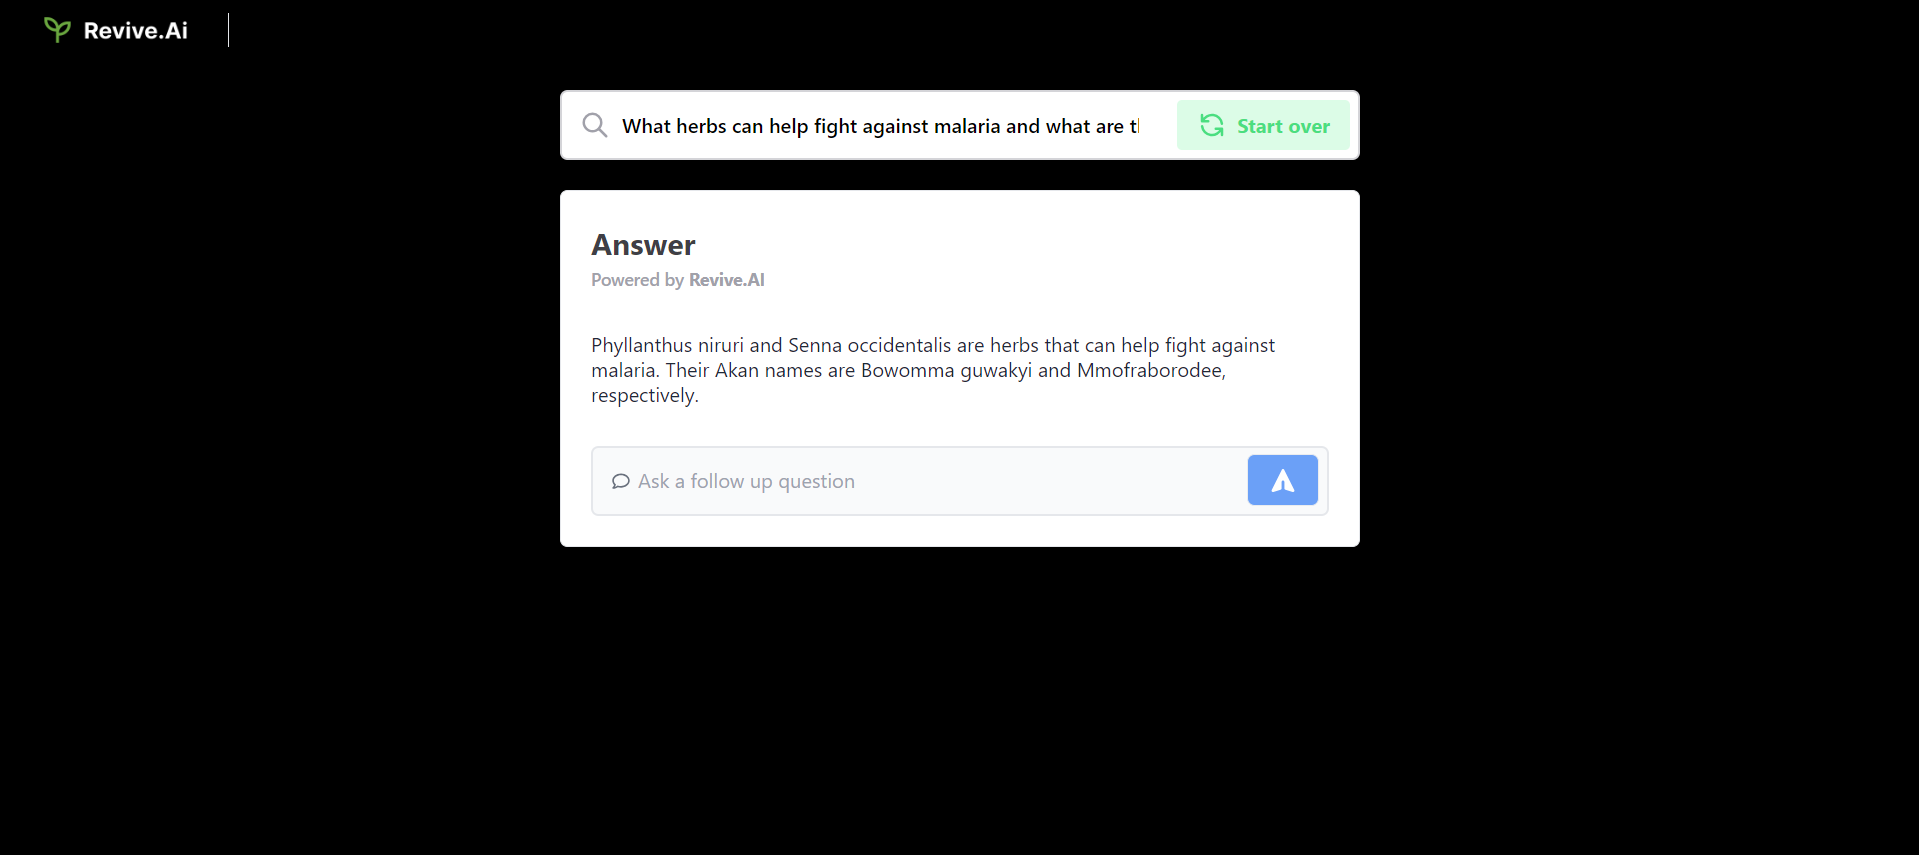 Revive.Ai
What herbs can help fight against malaria and what are t
Start over
Answer
Powered by Revive.AI
Phyllanthus niruri and Senna occidentalis are herbs that can help fight against
malaria. Their Akan names are Bowomma guwakyi and Mmofraborodee,
respectively.
Ask a follow up question